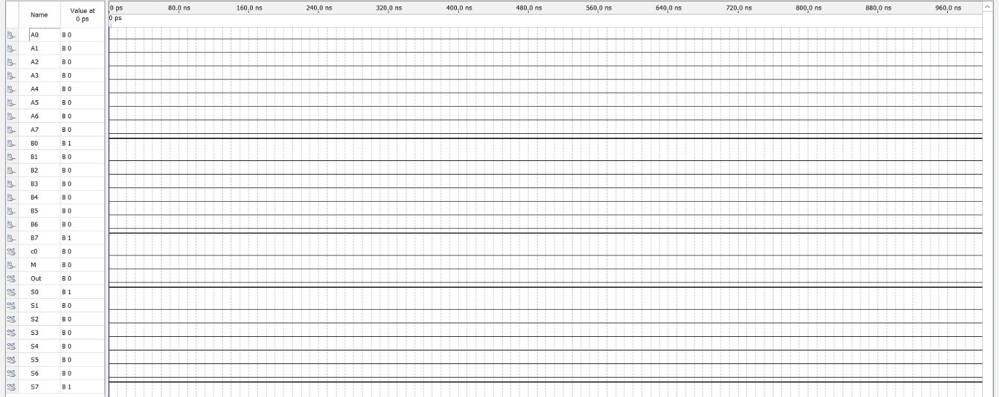 Name Value at 0 ps
0 ps 80.0 ns 160.0 ns 240.0 ns 320.0 ns 400.0 ns 480.0 ns 560.0 ns 640.0 ns 720.0 ns 800.0 ns 880.0 ns 960.0 ns
0 ps
in A0 B 0
in A1 B 0
in A2 B 0
in A3 B 0
in A4 B 0
in A5 B 0
in A6 B 0
in A7 B 0
in B0 B 1
in B1 B 0
in B2 B 0
in B3 B 0
in B4 B 0
in B5 B 0
in B6 B 0
in B7 B 1
out c0 B 0
in M B 0
out Out B 0
out S0 B 1
out S1 B 0
out S2 B 0
out S3 B 0
out S4 B 0
out S5 B 0
out S6 B 0
out S7 B 1